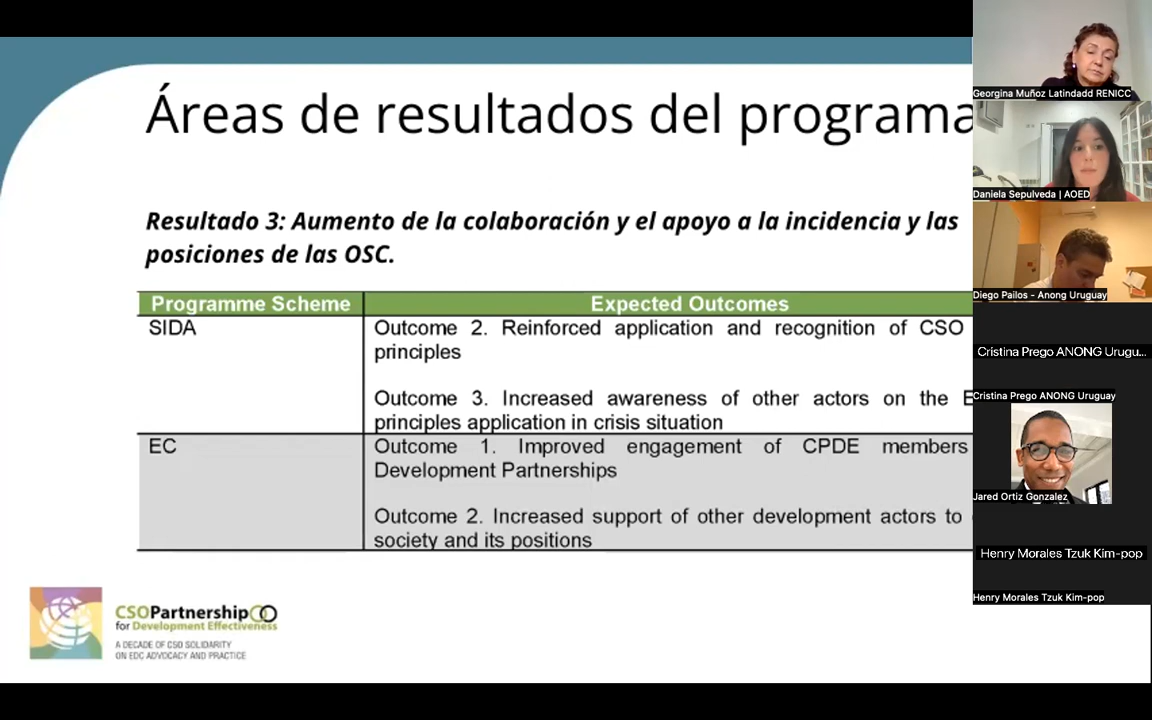 Áreas de resultados del programa
Resultado 3: Aumento de la colaboración y el apoyo a la incidencia y las
posiciones de las OSC.
Programme Scheme
Expected Outcomes
SIDA
Outcome 2. Reinforced application and recognition of CSO
principles
Outcome 3. Increased awareness of other actors on the
principles application in crisis situation
EC
Outcome 1. Improved engagement of CPDE members
Development Partnerships
Outcome 2. Increased support of other development actors to
society and its positions
CSOPartnership
for Development Effectiveness
A DECADE OF CSO SOLIDARITY
ON EDC ADVOCACY AND PRACTICE
Georgina Muñoz Latindadd RENICC
Daniela Sepulveda | AOED
Diego Pailos - Anong Uruguay
Cristina Prego ANONG Urugu...
Cristina Prego ANONG Uruguay
Jared Ortiz Gonzalez
Henry Morales Tzuk Kim-pop
Henry Morales Tzuk Kim-pop